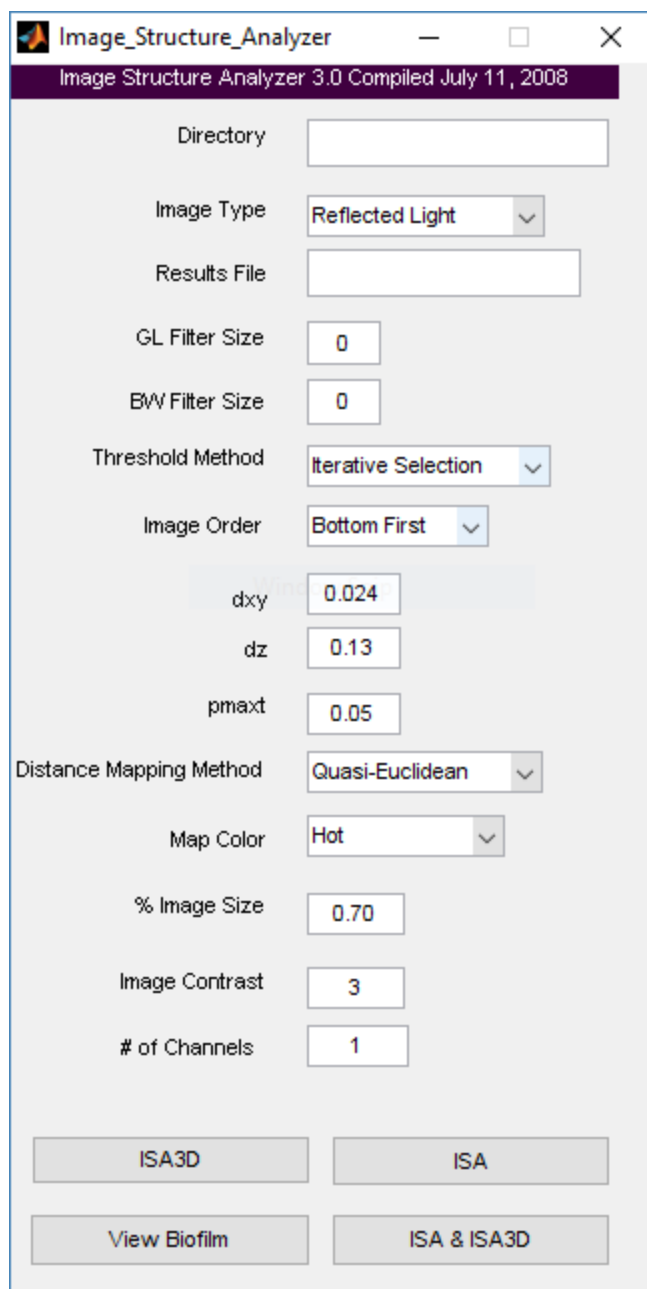 Image_Structure_Analyzer
Image Structure Analyzer 3.0 Compiled July 11, 2008
Directory
Image Type Reflected Light
Results File
GL Filter Size 0
BW Filter Size 0
Threshold Method Iterative Selection
Image Order Bottom First
dxy 0.024
dz 0.13
pmaxt 0.05
Distance Mapping Method Quasi-Euclidean
Map Color Hot
% Image Size 0.70
Image Contrast 3
# of Channels 1
ISA3D ISA
View Biofilm ISA & ISA3D